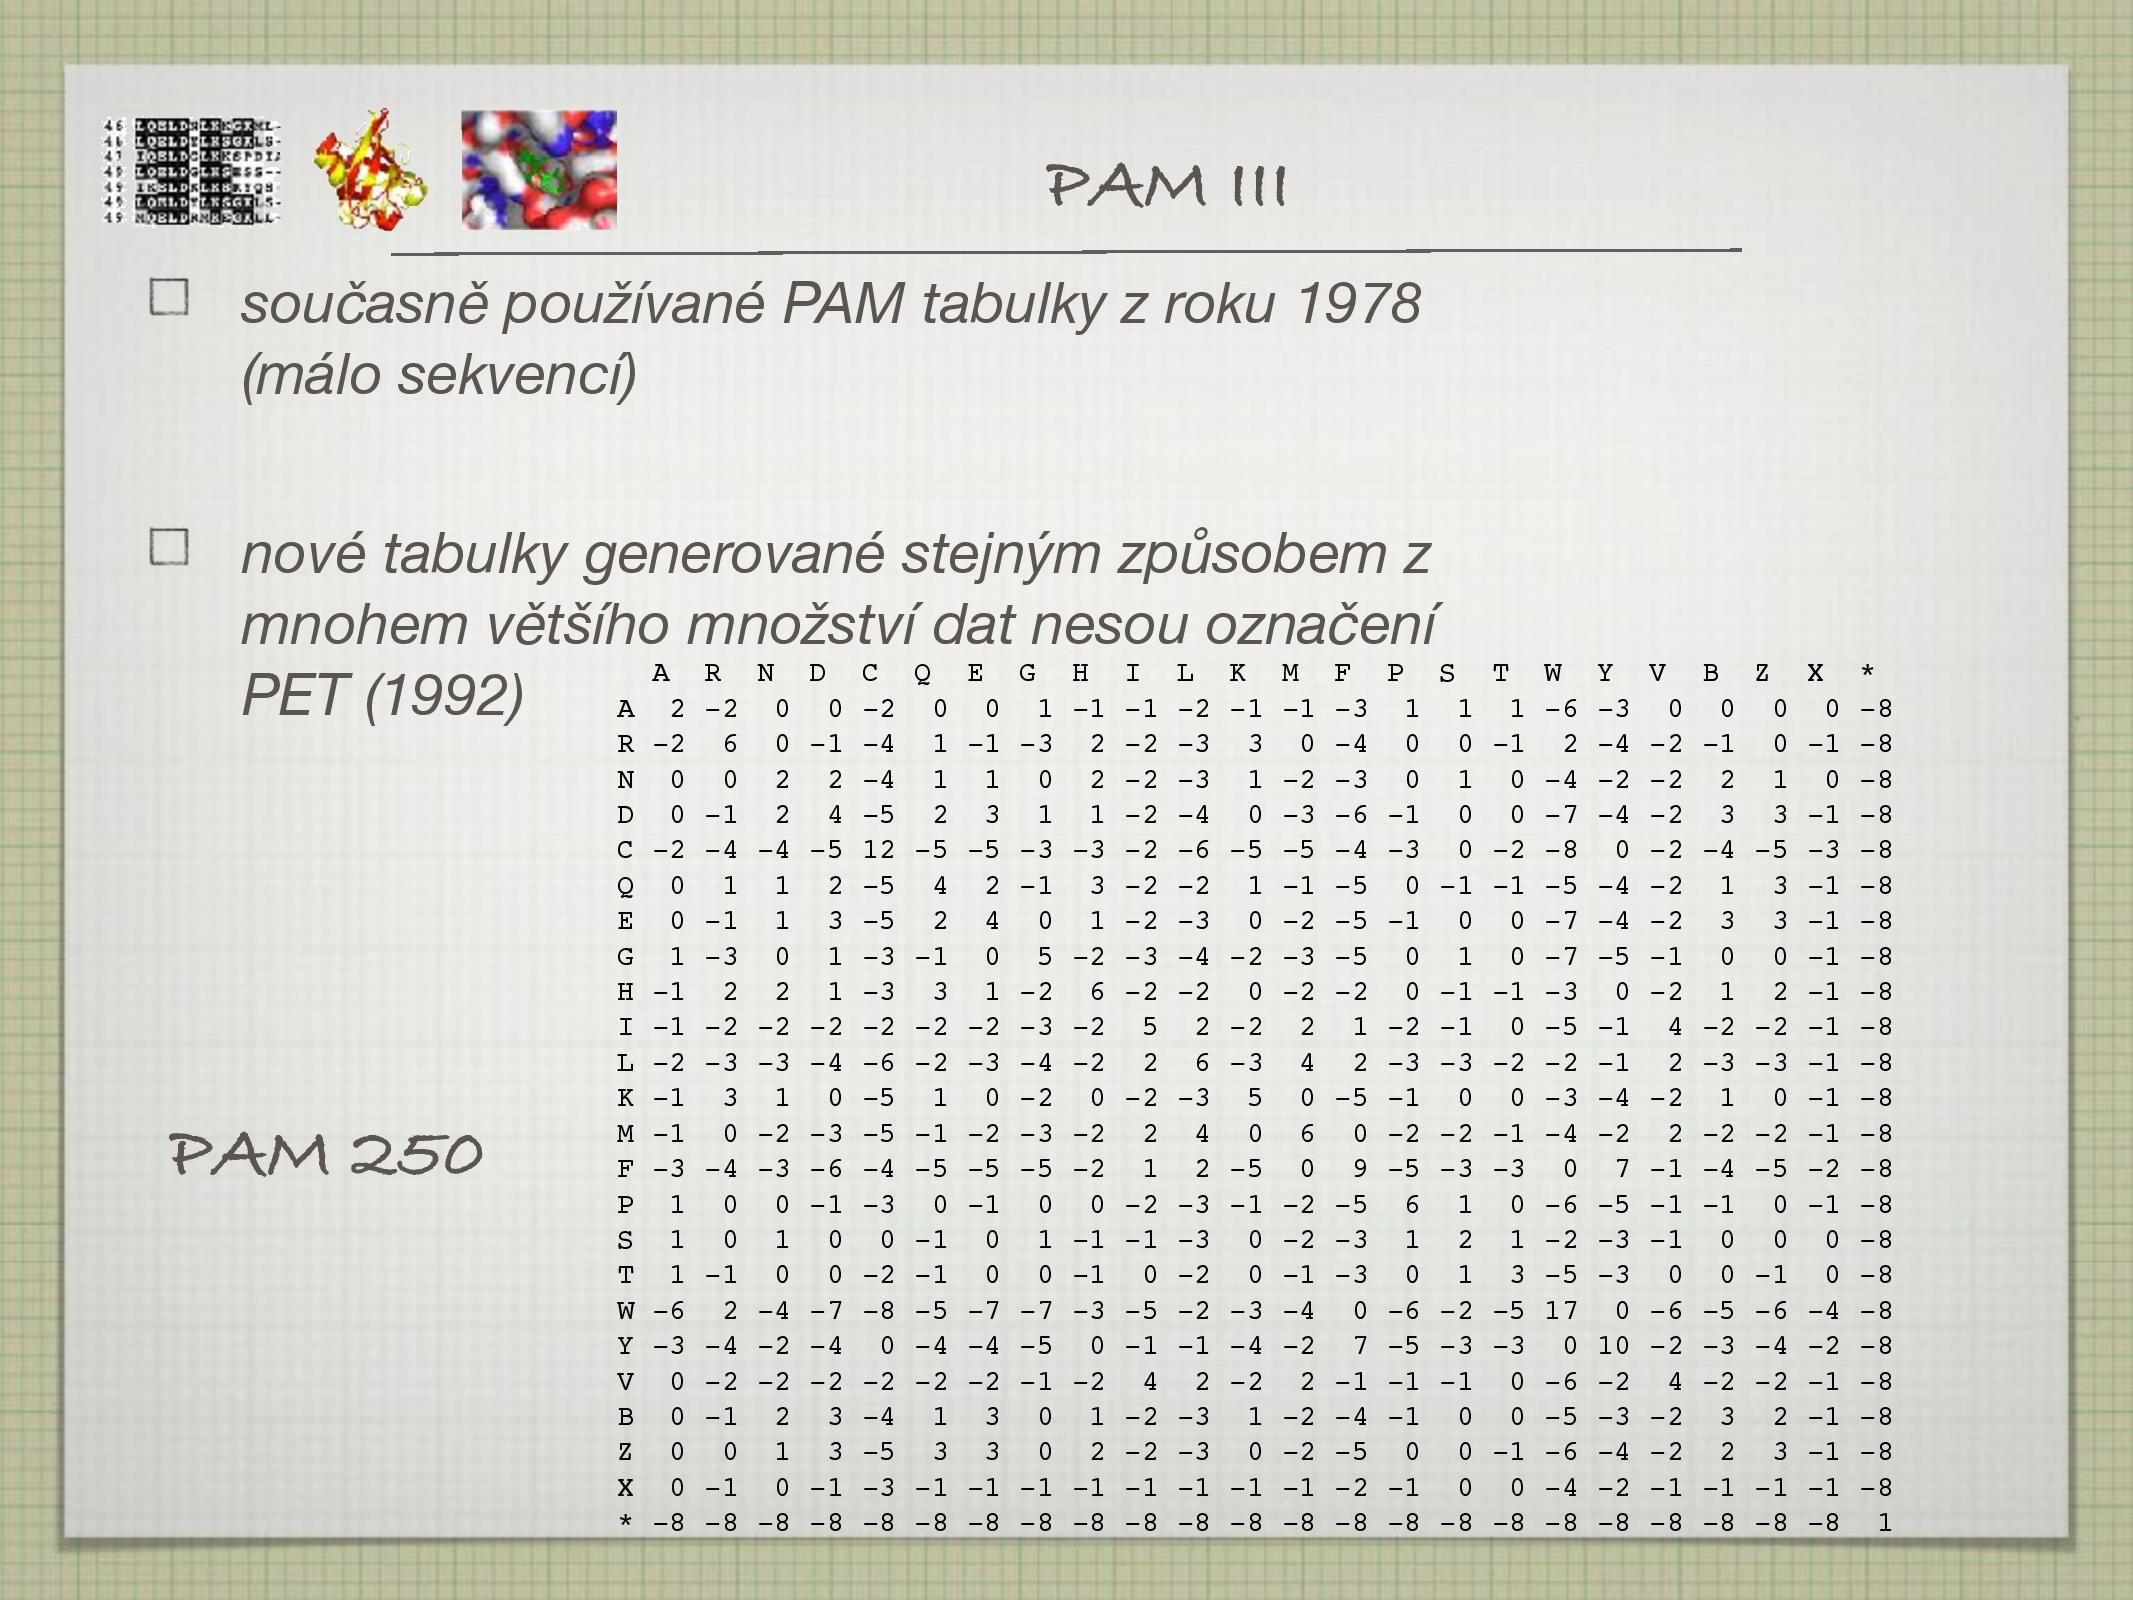 PAM III
současně používané PAM tabulky z roku 1978
(málo sekvencí)
nové tabulky generované stejným způsobem z
mnohem většího množství dat nesou označení
PET (1992)
PAM 250
A R N D C Q E G H I L K M F P S T W Y V B Z X *
A 2 -2 0 0 -2 0 0 1 -1 -1 -2 -1 -1 -3 1 1 1 -6 -3 0 0 0 0 -8
R -2 6 0 -1 -4 1 -1 -3 2 -2 -3 3 0 -4 0 0 -1 2 -4 -2 -1 0 -1 -8
N 0 0 2 2 -4 1 1 0 2 -2 -3 1 -2 -3 0 1 0 -4 -2 -2 2 1 0 -8
D 0 -1 2 4 -5 2 3 1 1 -2 -4 0 -3 -6 -1 0 0 -7 -4 -2 3 3 -1 -8
C -2 -4 -4 -5 12 -5 -5 -3 -3 -2 -6 -5 -5 -4 -3 0 -2 -8 0 -2 -4 -5 -3 -8
Q 0 1 1 2 -5 4 2 -1 3 -2 -2 1 -1 -5 0 -1 -1 -5 -4 -2 1 3 -1 -8
E 0 -1 1 3 -5 2 4 0 1 -2 -3 0 -2 -5 -1 0 0 -7 -4 -2 3 3 -1 -8
G 1 -3 0 1 -3 -1 0 5 -2 -3 -4 -2 -3 -5 0 1 0 -7 -5 -1 0 0 -1 -8
H -1 2 2 1 -3 3 1 -2 6 -2 -2 0 -2 -2 0 -1 -1 -3 0 -2 1 2 -1 -8
I -1 -2 -2 -2 -2 -2 -2 -3 -2 5 2 -2 2 1 -2 -1 0 -5 -1 4 -2 -2 -1 -8
L -2 -3 -3 -4 -6 -2 -3 -4 -2 2 6 -3 4 2 -3 -3 -2 -2 -1 2 -3 -3 -1 -8
K -1 3 1 0 -5 1 0 -2 0 -2 -3 5 0 -5 -1 0 0 -3 -4 -2 1 0 -1 -8
M -1 0 -2 -3 -5 -1 -2 -3 -2 2 4 0 6 0 -2 -2 -1 -4 -2 2 -2 -2 -1 -8
F -3 -4 -3 -6 -4 -5 -5 -5 -2 1 2 -5 0 9 -5 -3 -3 0 7 -1 -4 -5 -2 -8
P 1 0 0 -1 -3 0 -1 0 0 -2 -3 -1 -2 -5 6 1 0 -6 -5 -1 -1 0 -1 -8
S 1 0 1 0 0 -1 0 1 -1 -1 -3 0 -2 -3 1 2 1 -2 -3 -1 0 0 0 -8
T 1 -1 0 0 -2 -1 0 0 -1 0 -2 0 -1 -3 0 1 3 -5 -3 0 0 -1 0 -8
W -6 2 -4 -7 -8 -5 -7 -7 -3 -5 -2 -3 -4 0 -6 -2 -5 17 0 -6 -5 -6 -4 -8
Y -3 -4 -2 -4 0 -4 -4 -5 0 -1 -1 -4 -2 7 -5 -3 -3 0 10 -2 -3 -4 -2 -8
V 0 -2 -2 -2 -2 -2 -2 -1 -2 4 2 -2 2 -1 -1 -1 0 -6 -2 4 -2 -2 -1 -8
B 0 -1 2 3 -4 1 3 0 1 -2 -3 1 -2 -4 -1 0 0 -5 -3 -2 3 2 -1 -8
Z 0 0 1 3 -5 3 3 0 2 -2 -3 0 -2 -5 0 0 -1 -6 -4 -2 2 3 -1 -8
X 0 -1 0 -1 -3 -1 -1 -1 -1 -1 -1 -1 -1 -2 -1 0 0 -4 -2 -1 -1 -1 -1 -8
* -8 -8 -8 -8 -8 -8 -8 -8 -8 -8 -8 -8 -8 -8 -8 -8 -8 -8 -8 -8 -8 -8 -8 1